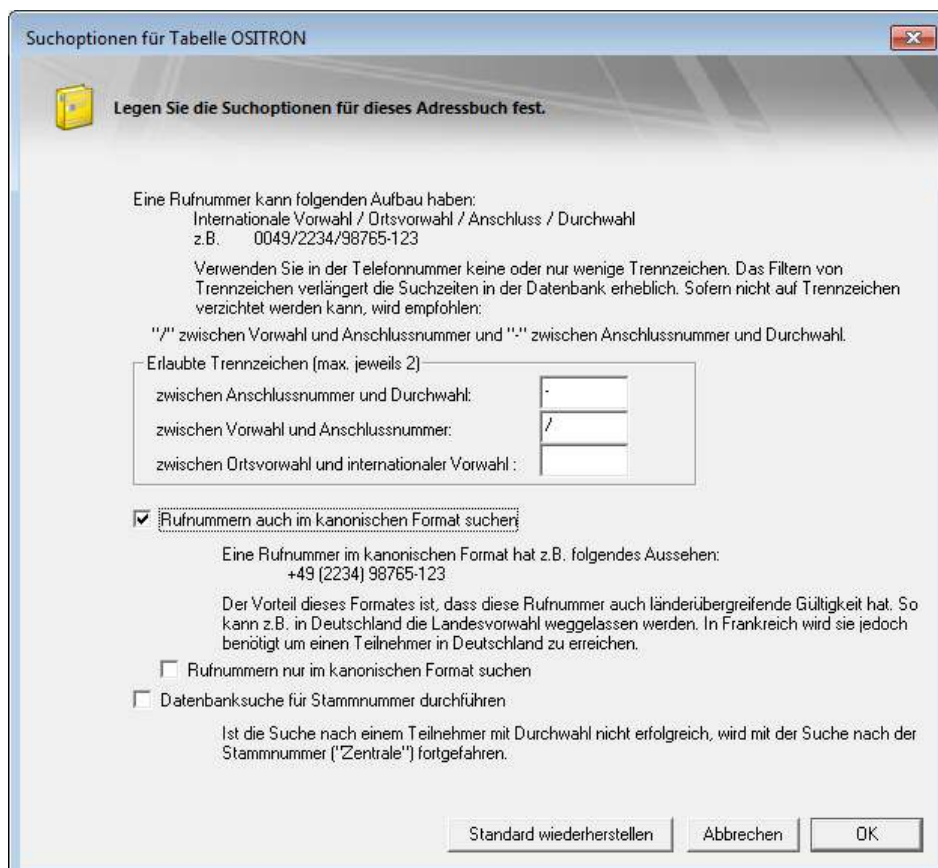 Suchoptionen für Tabelle OSITRON
Legen Sie die Suchoptionen für dieses Adressbuch fest.
Eine Rufnummer kann folgenden Aufbau haben:
Internationale Vorwahl / Ortsvorwahl / Anschluss / Durchwahl
z.B. 0049/2234/98765-123
Verwenden Sie in der Telefonnummer keine oder nur wenige Trennzeichen. Das Filtern von
Trennzeichen verlängert die Suchzeiten in der Datenbank erheblich. Sofern nicht auf Trennzeichen
verzichtet werden kann, wird empfohlen:
"/" zwischen Vorwahl und Anschlussnummer und "-" zwischen Anschlussnummer und Durchwahl.
Erlaubte Trennzeichen (max. jeweils 2)
zwischen Anschlussnummer und Durchwahl: -
zwischen Vorwahl und Anschlussnummer: /
zwischen Ortsvorwahl und internationaler Vorwahl :
Rufnummern auch im kanonischen Format suchen
Eine Rufnummer im kanonischen Format hat z.B. folgendes Aussehen:
+49 (2234) 98765-123
Der Vorteil dieses Formates ist, dass diese Rufnummer auch länderübergreifende Gültigkeit hat. So
kann z.B. in Deutschland die Landesvorwahl weggelassen werden. In Frankreich wird sie jedoch
benötigt um einen Teilnehmer in Deutschland zu erreichen.
Rufnummern nur im kanonischen Format suchen
Datenbanksuche für Stammnummer durchführen
Ist die Suche nach einem Teilnehmer mit Durchwahl nicht erfolgreich, wird mit der Suche nach der
Stammnummer ("Zentrale") fortgefahren.
Standard wiederherstellen Abbrechen OK